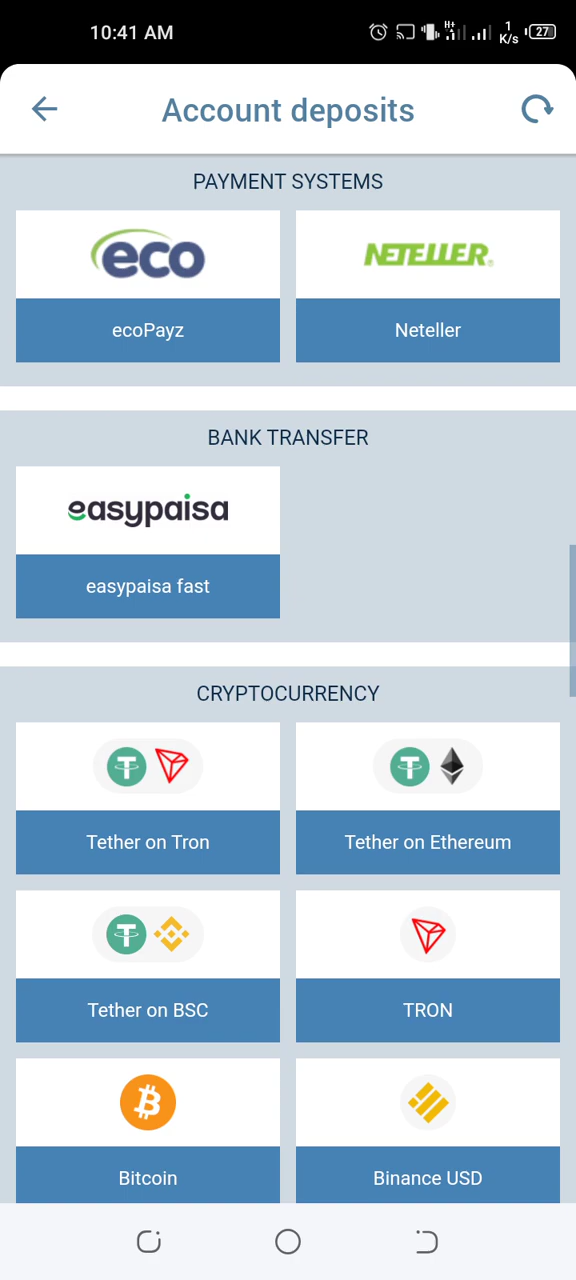 10:41 AM
H+
1
K/s
27
Account deposits
PAYMENT SYSTEMS
eco
NETELLER®
ecoPayz
Neteller
BANK TRANSFER
easypaisa
easypaisa fast
CRYPTOCURRENCY
Tether on Tron
Tether on Ethereum
Tether on BSC
TRON
Bitcoin
Binance USD